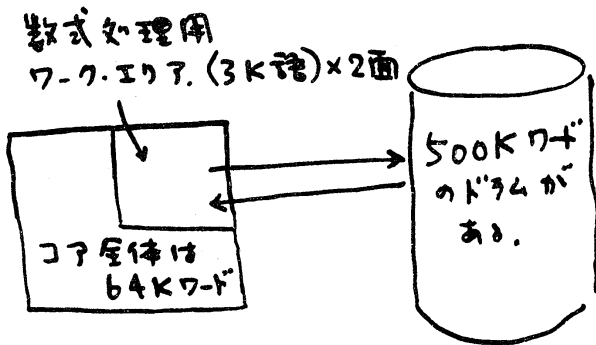 数式処理用
ワーク・エリア.(3K語)×2面
コア全体は
64Kワード
500Kワード
のドラムが
ある.